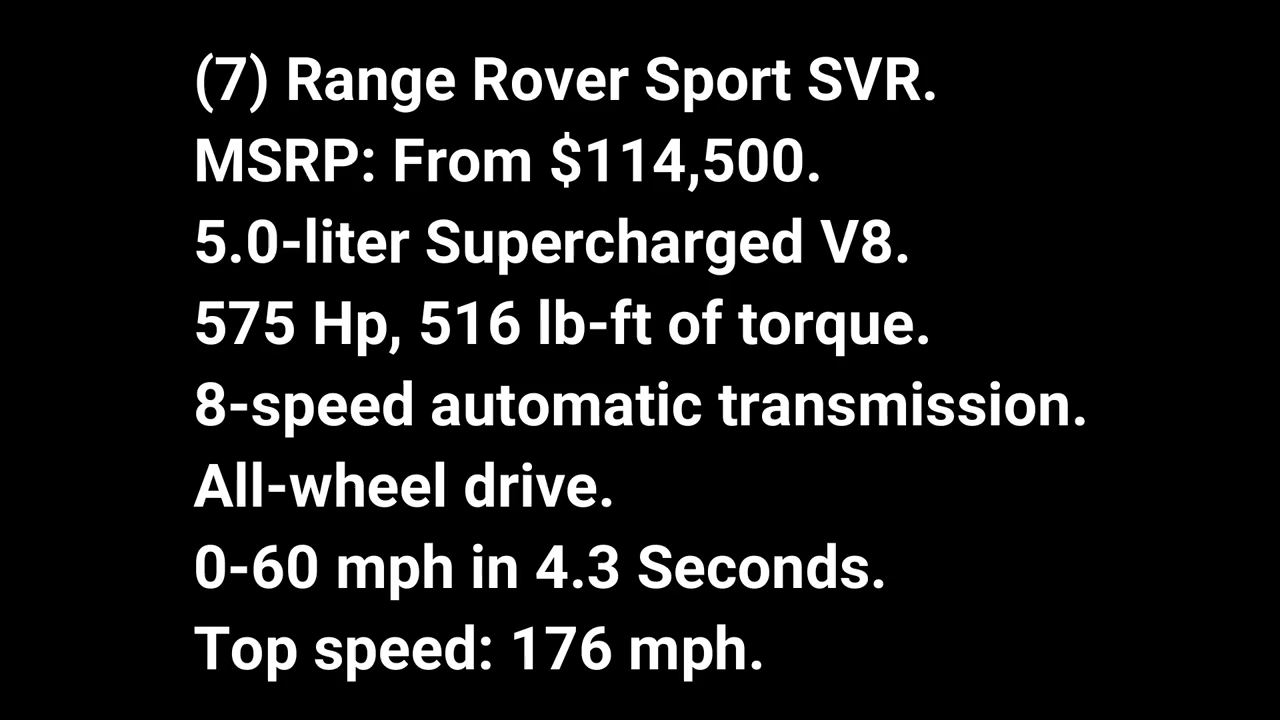 (7) Range Rover Sport SVR.
MSRP: From $114,500.
5.0-liter Supercharged V8.
575 Hp, 516 lb-ft of torque.
8-speed automatic transmission.
All-wheel drive.
0-60 mph in 4.3 Seconds.
Top speed: 176 mph.